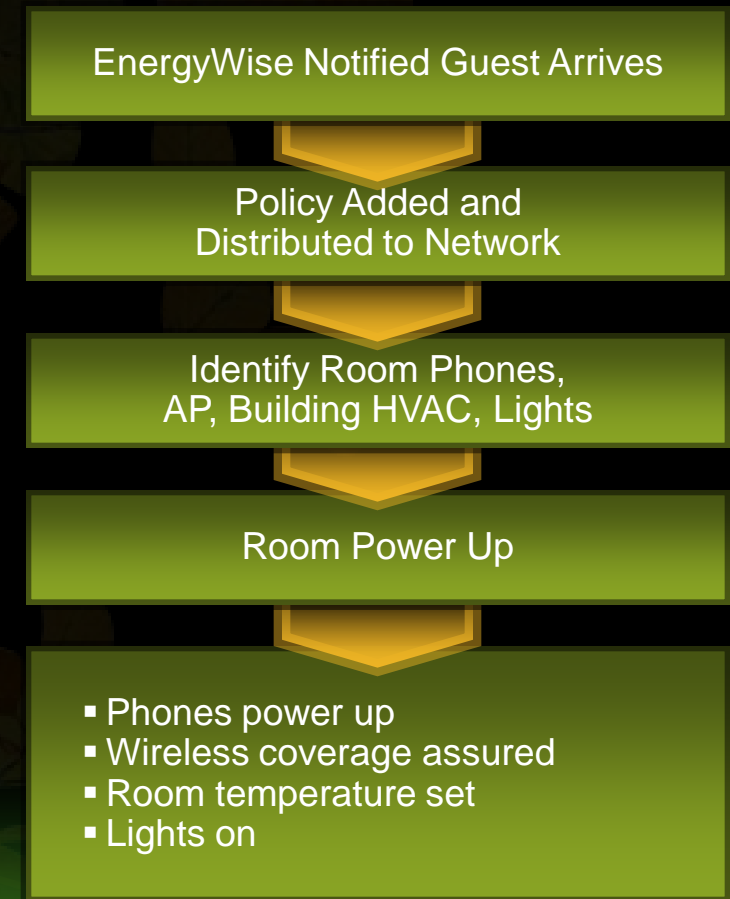 EnergyWise Notified Guest Arrives
Policy Added and
Distributed to Network
Identify Room Phones,
AP, Building HVAC, Lights
Room Power Up
▪ Phones power up
▪ Wireless coverage assured
▪ Room temperature set
▪ Lights on